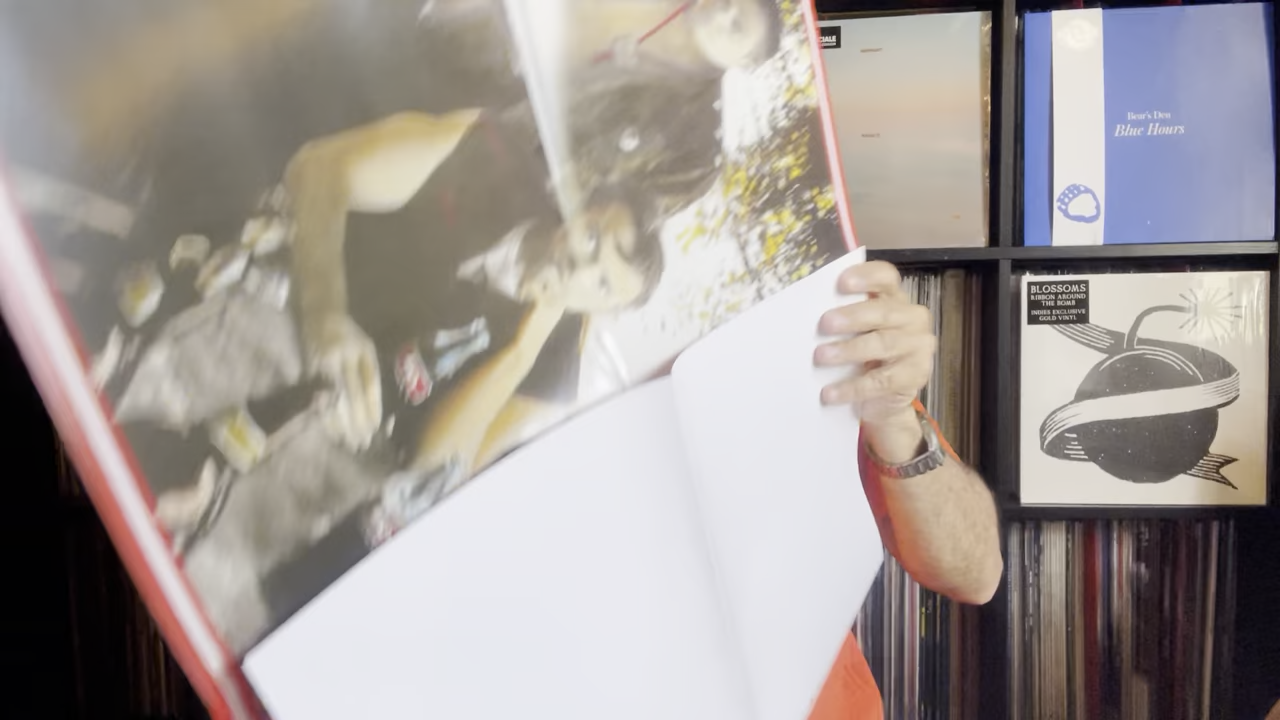 Bear's Den
Blue Hours
BLOSSOMS
RIBBON AROUND
THE BOMB
INDIES EXCLUSIVE
GOLD VINYL